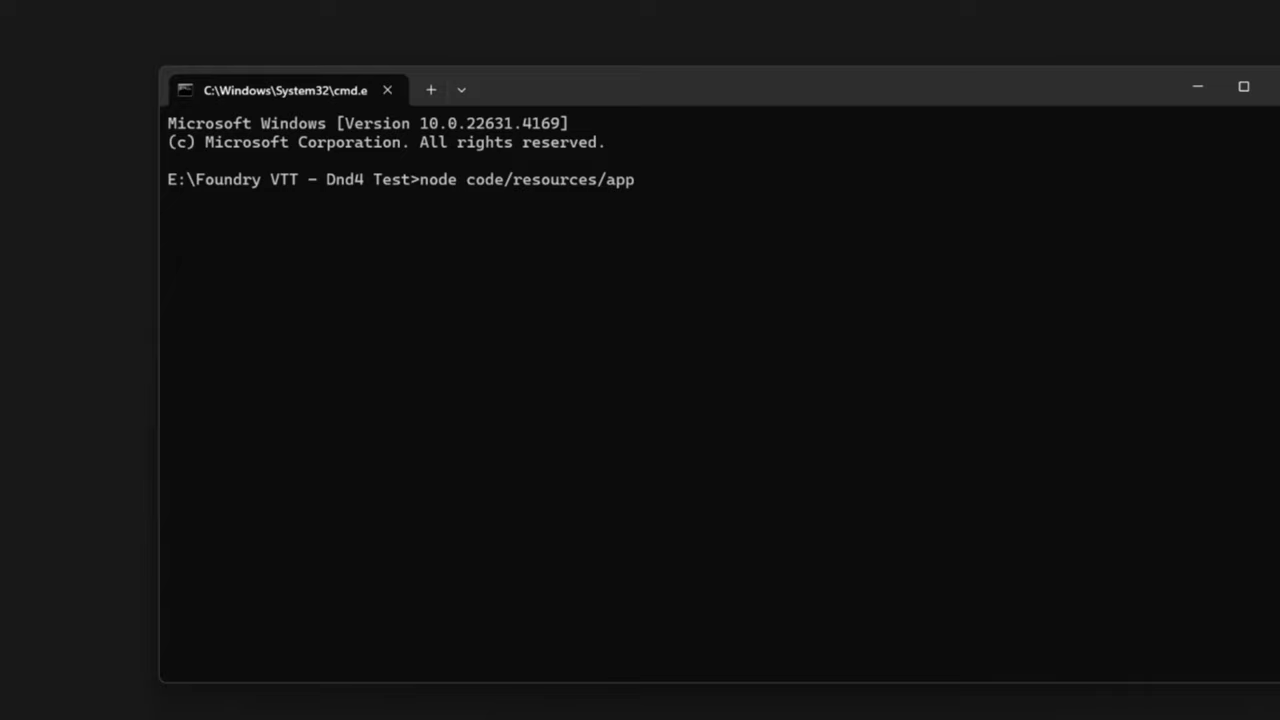 C:\Windows\System32\cmd.e
Microsoft Windows [Version 10.0.22631.4169]
(c) Microsoft Corporation. All rights reserved.
E:\Foundry VTT - Dnd4 Test>node code/resources/app